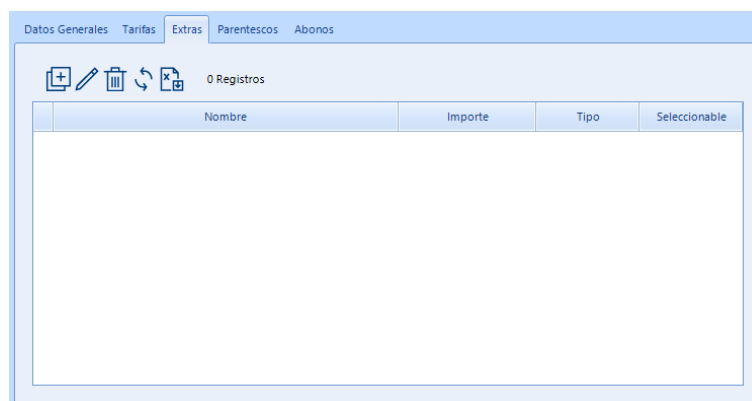 Datos Generales Tarifas Extras Parentescos Abonos
0 Registros
Nombre Importe Tipo Seleccionable